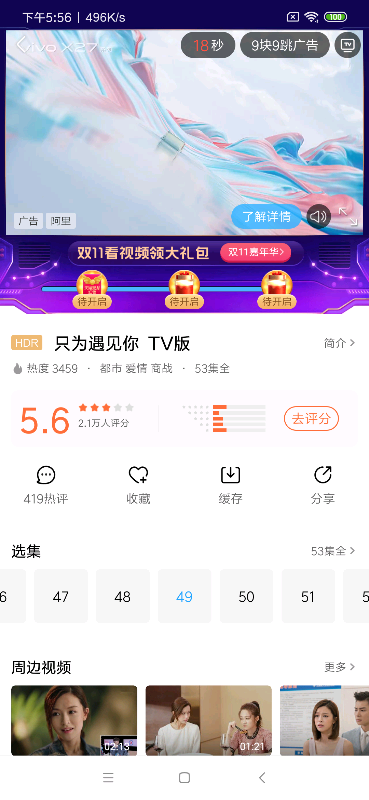 下午5:56 | 496K/s
100
vivo X27
18秒
9块9跳广告
TV
广告
阿里
了解详情
双11看视频领大礼包
双11嘉年华>
待开启
待开启
待开启
HDR
只为遇见你 TV版
简介 >
热度 3459 · 都市 爱情 商战 · 53集全
5.6
2.1万人评分
去评分
419热评
收藏
缓存
分享
选集
53集全 >
6
47
48
49
50
51
5
周边视频
更多 >
02:13
01:21